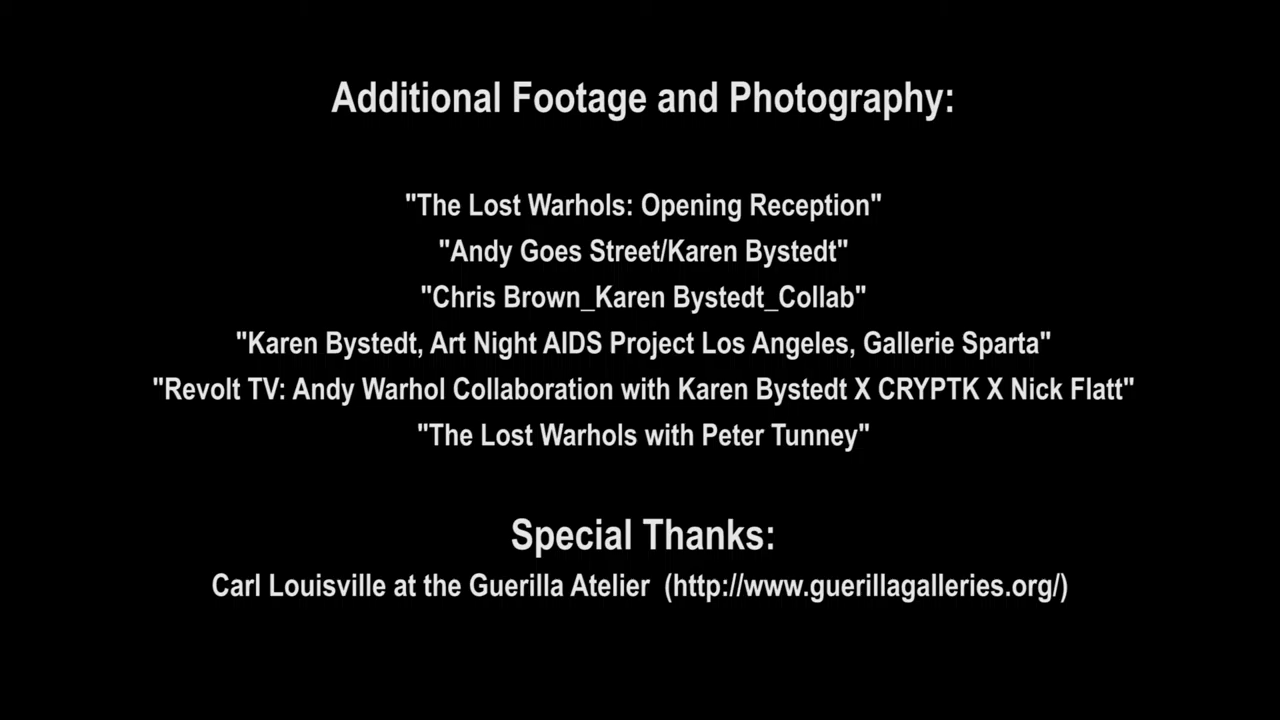 Additional Footage and Photography:
"The Lost Warhols: Opening Reception"
"Andy Goes Street/Karen Bystedt"
"Chris Brown_Karen Bystedt_Collab"
"Karen Bystedt, Art Night AIDS Project Los Angeles, Gallerie Sparta"
"Revolt TV: Andy Warhol Collaboration with Karen Bystedt X CRYPTK X Nick Flatt"
"The Lost Warhols with Peter Tunney"
Special Thanks:
Carl Louisville at the Guerilla Atelier  (http://www.guerillagalleries.org/)